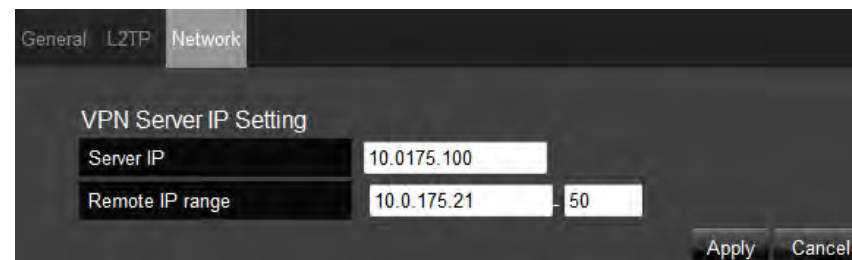 General L2TP Network
VPN Server IP Setting
Server IP 10.0175.100
Remote IP range 10.0.175.21 - 50
Apply Cancel